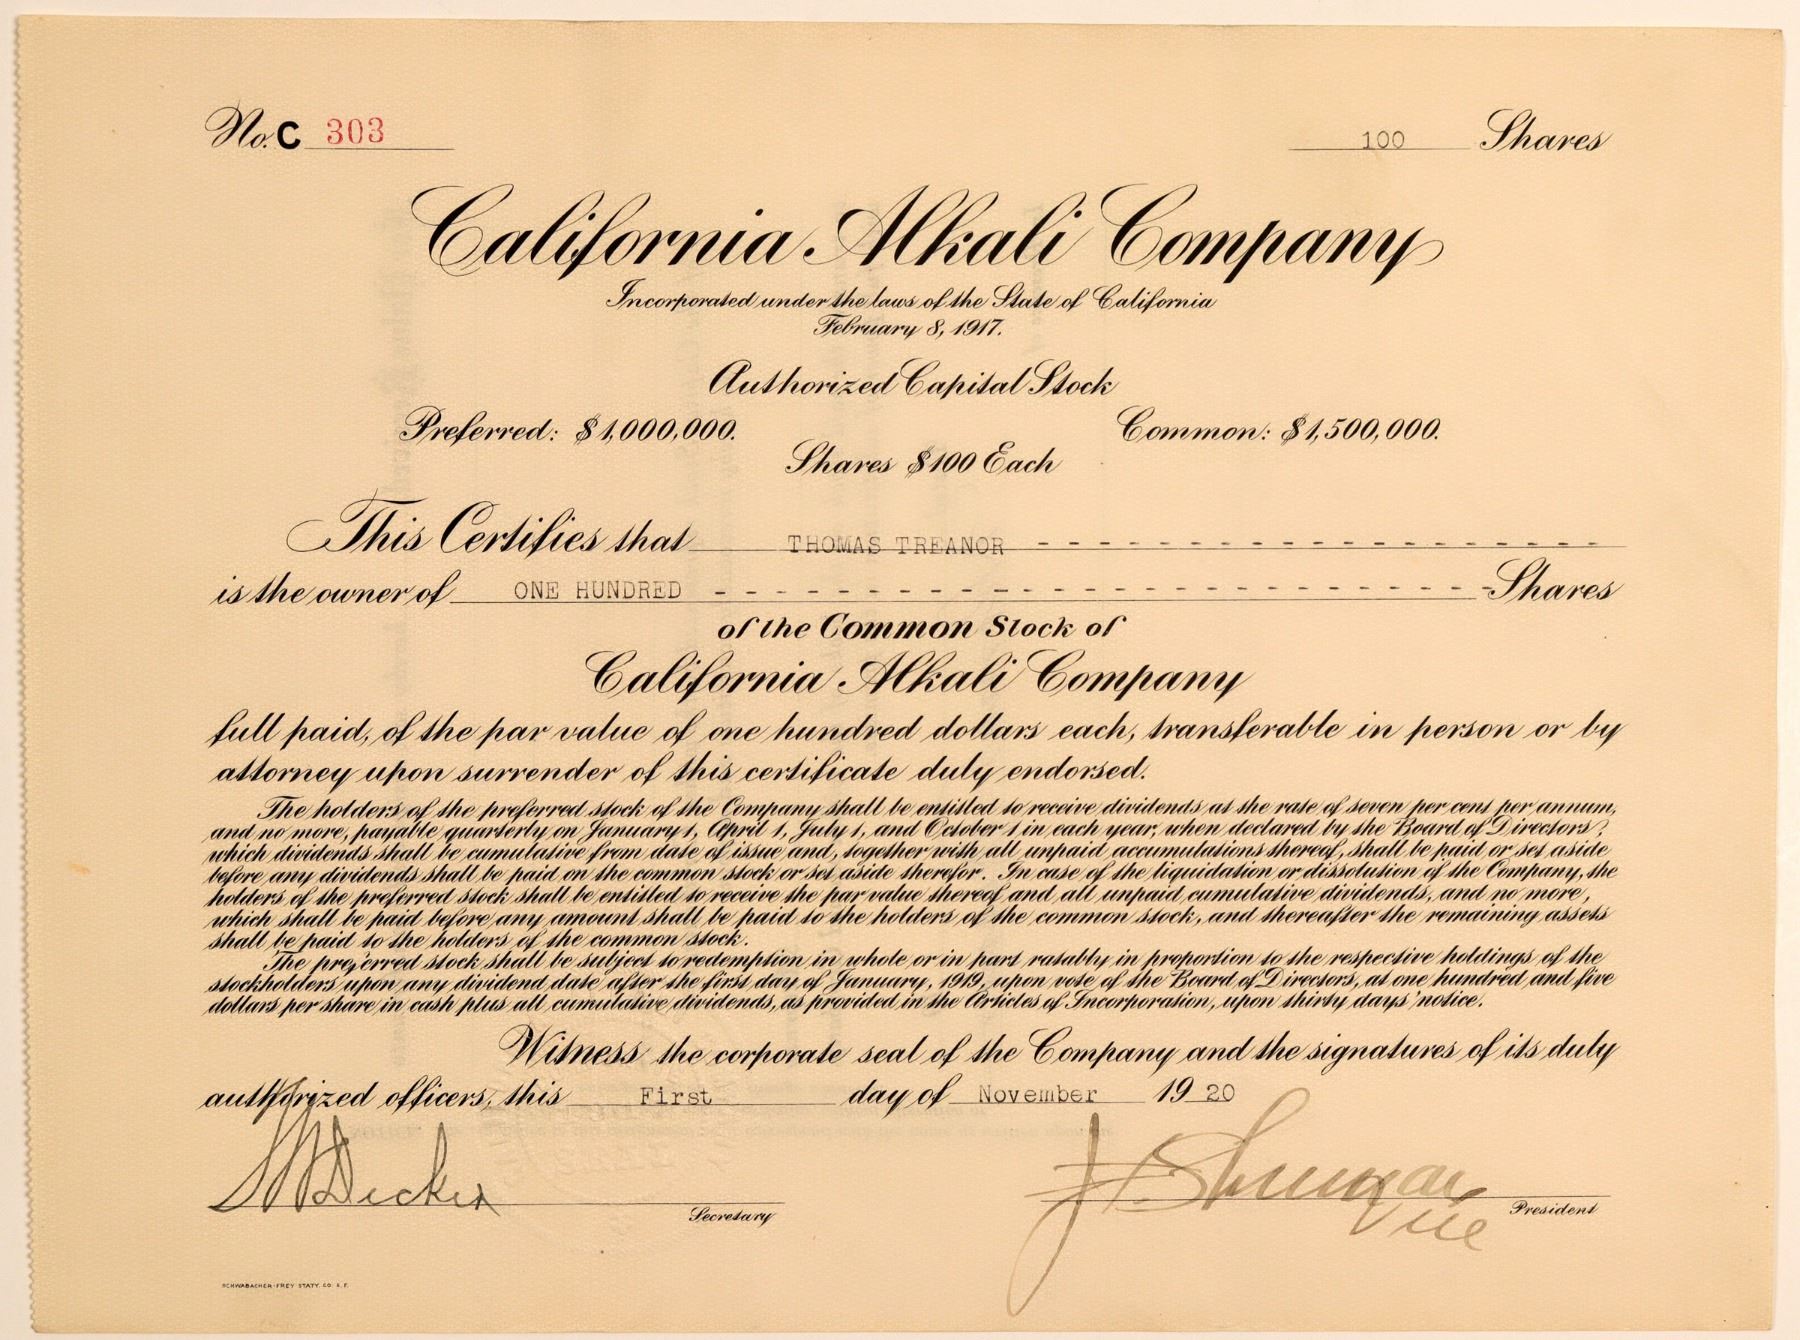 No. C 303
100 Shares
California Alkali Company
Incorporated under the laws of the State of California
February 8, 1917.
Authorized Capital Stock
Preferred: $1,000,000.
Common: $1,500,000.
Shares $100 Each
This Certifies that THOMAS TREANOR - - - - - - - - - - - - - - - - - - -
is the owner of ONE HUNDRED - - - - - - - - - - - - - - - - - - - - - Shares
of the Common Stock of
California Alkali Company
full paid, of the par value of one hundred dollars each, transferable in person or by
attorney upon surrender of this certificate duly endorsed.
The holders of the preferred stock of the Company shall be entitled to receive dividends at the rate of seven per cent per annum,
and no more, payable quarterly on January 1, April 1, July 1, and October 1 in each year, when declared by the Board of Directors,
which dividends shall be cumulative from date of issue and, together with all unpaid accumulations thereof, shall be paid or set aside
before any dividends shall be paid on the common stock or set aside therefor. In case of the liquidation or dissolution of the Company, the
holders of the preferred stock shall be entitled to receive the par value thereof and all unpaid cumulative dividends, and no more,
which shall be paid before any amount shall be paid to the holders of the common stock, and thereafter the remaining assets
shall be paid to the holders of the common stock.
The preferred stock shall be subject to redemption in whole or in part ratably in proportion to the respective holdings of the
stockholders upon any dividend date after the first day of January, 1919, upon vote of the Board of Directors, at one hundred and five
dollars per share in cash plus all cumulative dividends, as provided in the Articles of Incorporation, upon thirty days' notice.
Witness the corporate seal of the Company and the signatures of its duly
authorized officers, this First day of November 1920
Decker
Secretary
Vice President
SCHWABACHER-FREY STATY. CO. S. F.